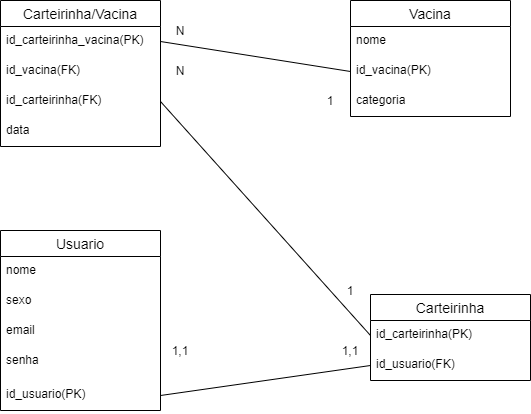 Carteirinha/Vacina
id_carteirinha_vacina(PK)
id_vacina(FK)
id_carteirinha(FK)
data
N
N
1
Vacina
nome
id_vacina(PK)
categoria
Usuario
nome
sexo
email
senha
id_usuario(PK)
1,1
1
1,1
Carteirinha
id_carteirinha(PK)
id_usuario(FK)